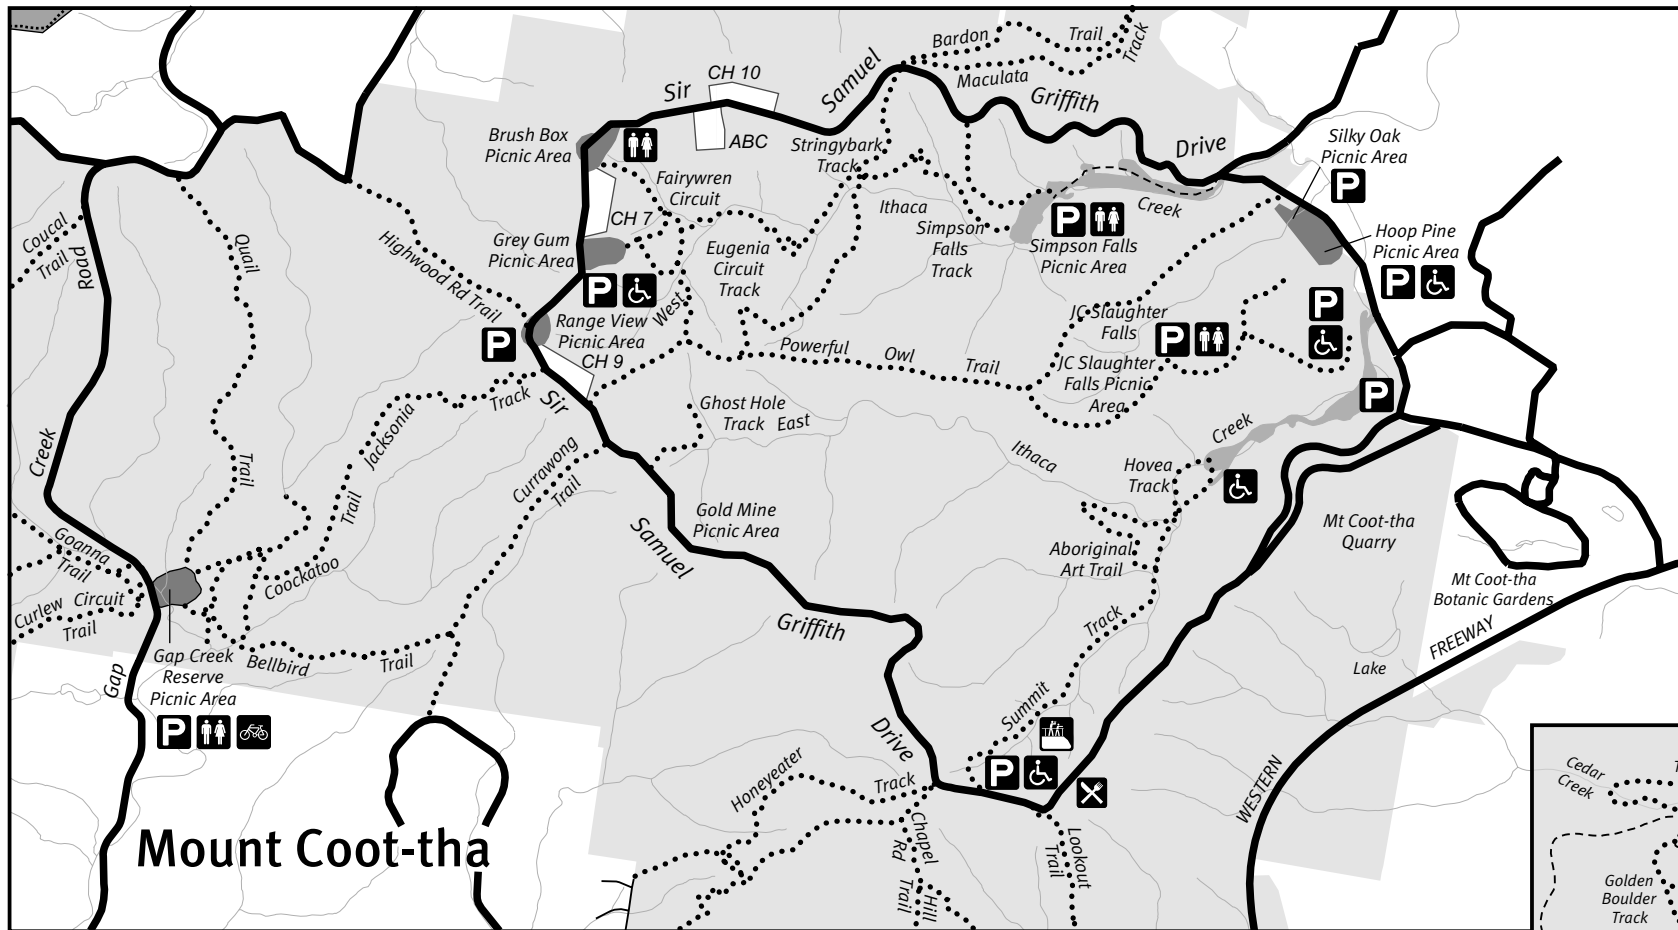 Bardon
Trail
Track
Maculata
CH 10
Sir
Samuel
Griffith
Drive
ABC
Brush Box
Picnic Area
Stringybark
Track
Silky Oak
Picnic Area
P
Fairywren
Circuit
CH 7
Ithaca
Creek
Simpson
Falls
Track
P
Simpson Falls
Picnic Area
Hoop Pine
Picnic Area
P
Coucal
Trail
Road
Quail
Highwood Rd Trail
Grey Gum
Picnic Area
P
Eugenia
Circuit
Track
West
P
Range View
Picnic Area
CH 9
JC Slaughter
Falls
P
P
JC Slaughter
Falls Picnic
Area
P
Powerful
Owl
Trail
Track
Sir
Jacksonia
Trail
Ghost Hole
Track
East
Creek
Ithaca
Hovea
Track
Creek
Trail
Currawong
Trail
Gold Mine
Picnic Area
Samuel
Mt Coot-tha
Quarry
Goanna
Trail
Coockatoo
Aboriginal
Art Trail
Mt Coot-tha
Botanic Gardens
Curlew
Circuit
Trail
Griffith
Track
FREEWAY
Gap
Gap Creek
Reserve
Picnic Area
P
Bellbird
Trail
Lake
Summit
Drive
P
Honeyeater
Track
WESTERN
Cedar
Creek
T
Mount Coot-tha
Chapel
Hill
Rd
Trail
Lookout
Trail
Golden
Boulder
Track